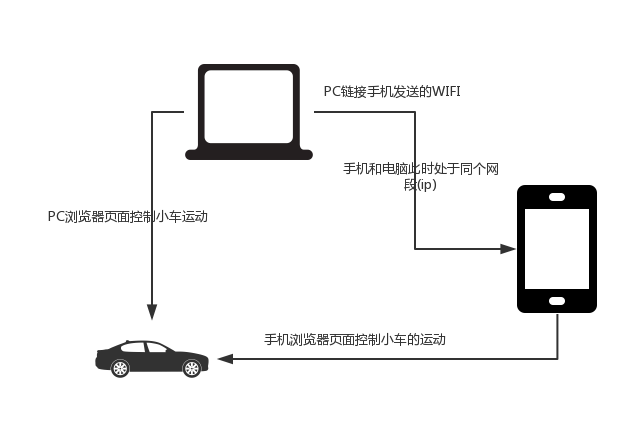 PC链接手机发送的WIFI
手机和电脑此时处于同个网
段(ip)
PC浏览器页面控制小车运动
手机浏览器页面控制小车的运动